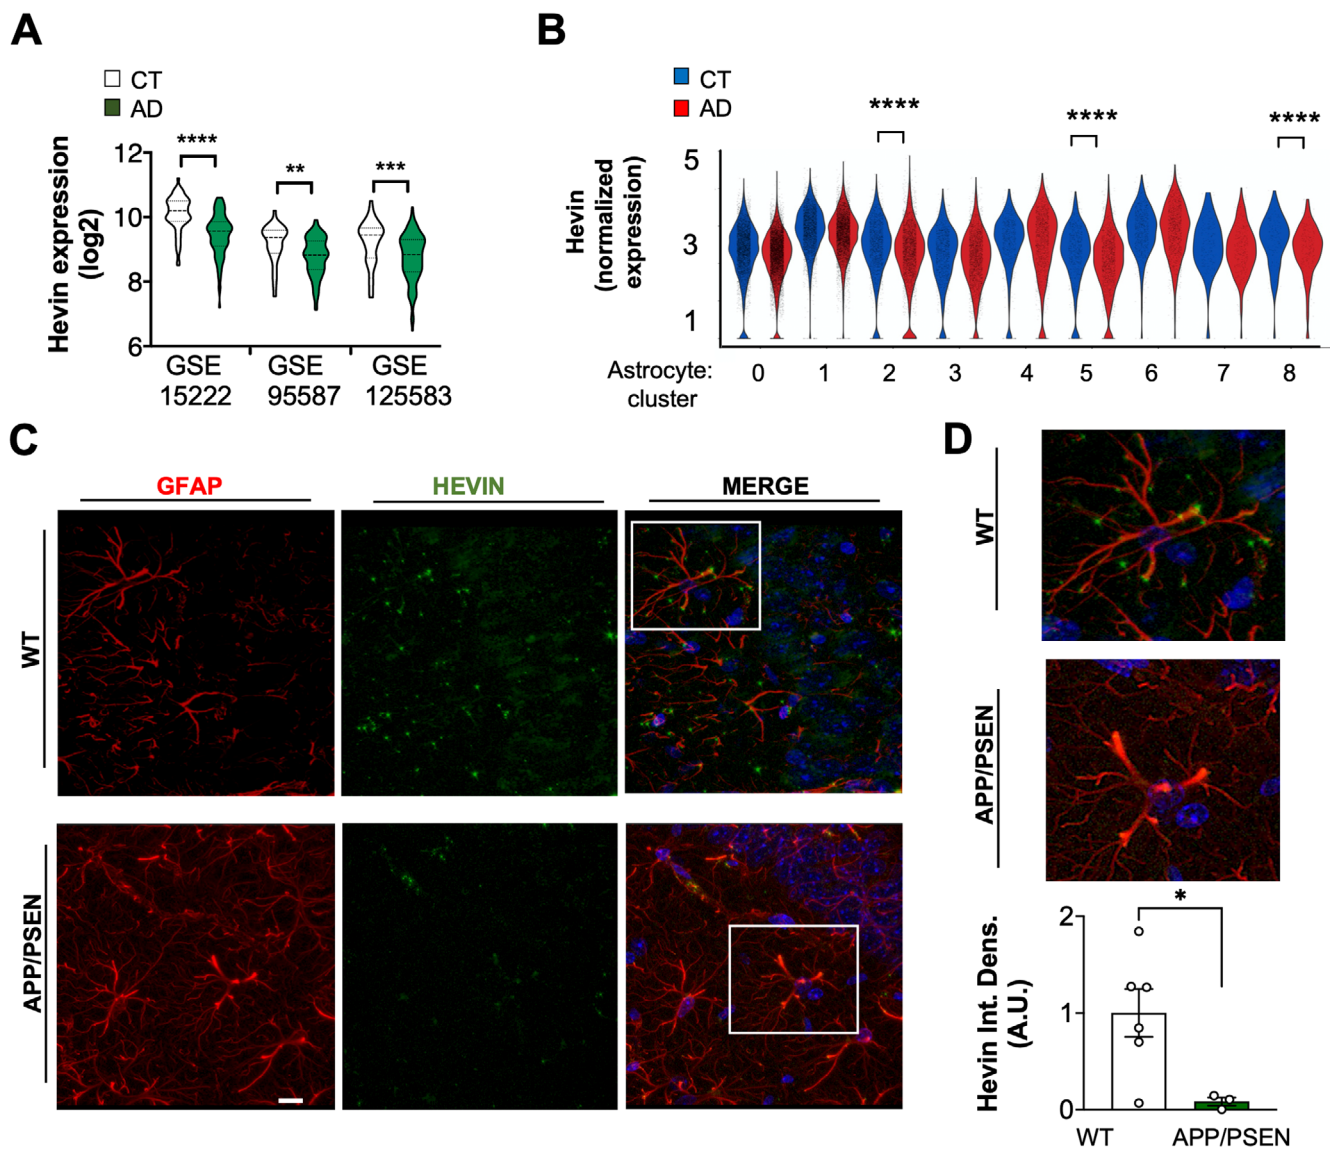 A
CT
AD
Hevin expression
(log2)
12
10
8
6
****
**
***
GSE
15222
GSE
95587
GSE
125583
B
CT
AD
Hevin
(normalized
expression)
5
3
1
****
****
****
Astrocyte:
cluster
0 1 2 3 4 5 6 7 8
C
GFAP HEVIN MERGE
WT
APP/PSEN
D
WT
APP/PSEN
Hevin Int. Dens.
(A.U.)
2
1
0
*
WT APP/PSEN